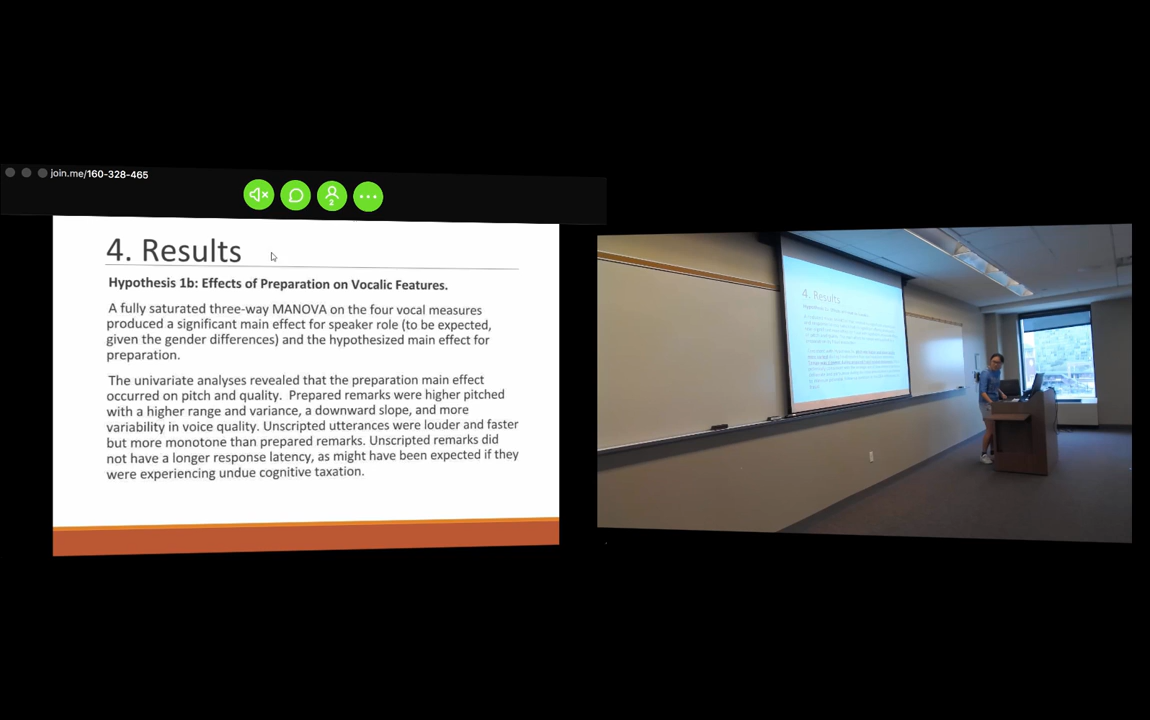 join.me/160-328-465
2
4. Results
Hypothesis 1b: Effects of Preparation on Vocalic Features.
A fully saturated three-way MANOVA on the four vocal measures
produced a significant main effect for speaker role (to be expected,
given the gender differences) and the hypothesized main effect for
preparation.
The univariate analyses revealed that the preparation main effect
occurred on pitch and quality.  Prepared remarks were higher pitched
with a higher range and variance, a downward slope, and more
variability in voice quality. Unscripted utterances were louder and faster
but more monotone than prepared remarks. Unscripted remarks did
not have a longer response latency, as might have been expected if they
were experiencing undue cognitive taxation.
4. Results